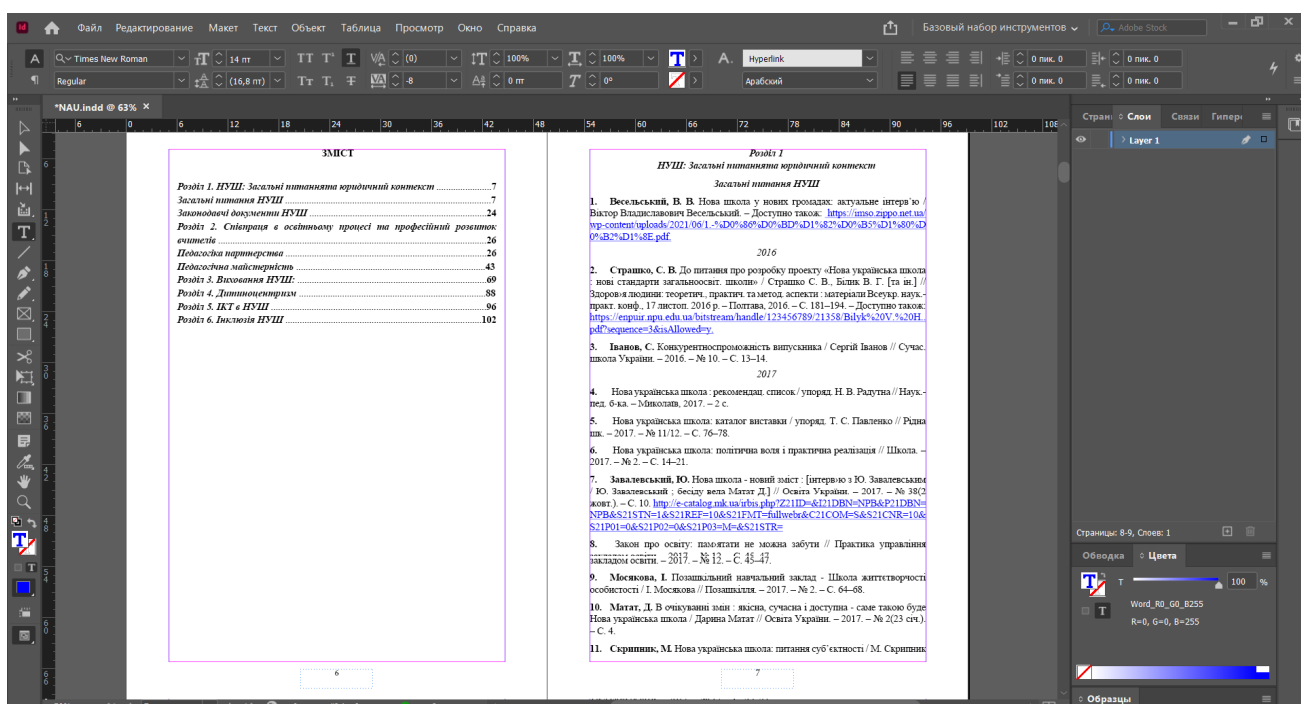 Файл Редактирование Макет Текст Объект Таблица Просмотр Окно Справка
Базовый набор инструментов
Adobe Stock
Times New Roman 14 пт (0) 100% 100% Hyperlink 0 пик. 0 0 пик. 0
Regular (16,8 пт) -8 0 пт 0° Арабский 0 пик. 0 0 пик. 0
*NAU.indd @ 63% ×
6 0 6 12 18 24 30 36 42 48 54 60 66 72 78 84 90 96 102 108
ЗМІСТ
Розділ 1. НУШ: Загальні питаннята юридичний контекст 7
Загальні питання НУШ 7
Законодавчі документи НУШ 24
Розділ 2. Співпраця в освітньому процесі та професійний розвиток
вчителів 26
Педагогіка партнерства 26
Педагогічна майстерність 43
Розділ 3. Виховання НУШ: 69
Розділ 4. Дитиноцентризм 88
Розділ 5. ІКТ в НУШ 96
Розділ 6. Інклюзія НУШ 102
6
Розділ 1
НУШ: Загальні питаннята юридичний контекст
Загальні питання НУШ
1. Весельський, В. В. Нова школа у нових громадах: актуальне інтерв`ю /
Віктор Владиславович Весельський. – Доступно також: https://imso.zippo.net.ua/
wp-content/uploads/2021/06/1.-%D0%86%D0%BD%D1%82%D0%B5%D1%80%D
0%B2%D1%8E.pdf.
2016
2. Страшко, С. В. До питання про розробку проекту «Нова українська школа
: нові стандарти загальноосвіт. школи» / Страшко С. В., Білик В. Г. [та ін.] //
Здоров»я людини: теоретич., практич. та метод. аспекти : матеріали Всеукр. наук.-
практ. конф., 17 листоп. 2016 р. – Полтава, 2016. – С. 181–194. – Доступно також:
https://enpuir.npu.edu.ua/bitstream/handle/123456789/21358/Bilyk%20V.%20H..
pdf?sequence=3&isAllowed=y.
3. Іванов, С. Конкурентноспроможність випускника / Сергій Іванов // Сучас.
школа України. – 2016. – № 10. – С. 13–14.
2017
4. Нова українська школа : рекомендац. список / упоряд. Н. В. Радутна // Наук.-
пед. б-ка. – Миколаїв, 2017. – 2 с.
5. Нова українська школа: каталог виставки / упоряд. Т. С. Павленко // Рідна
шк. – 2017. – № 11/12. – С. 76–78.
6. Нова українська школа: політична воля і практична реалізація // Школа. –
2017. – № 2. – С. 14–21.
7. Завалевський, Ю. Нова школа - новий зміст : [інтерв»ю з Ю. Завалевським
/ Ю. Завалевський ; бесіду вела Матат Д.] // Освіта України. – 2017. – № 38(2
жовт.). – С. 10. http://e-catalog.mk.ua/irbis.php?Z21ID=&I21DBN=NPB&P21DBN=
NPB&S21STN=1&S21REF=10&S21FMT=fullwebr&C21COM=S&S21CNR=10&
S21P01=0&S21P02=0&S21P03=M=&S21STR=
8. Закон про освіту: пам»ятати не можна забути // Практика управління
закладом освіти. – 2017. – № 12. – С. 45–47.
9. Мосякова, І. Позашкільний навчальний заклад - Школа життєтворчості
особистості / І. Мосякова // Позашкілля. – 2017. – № 2. – С. 64–68.
10. Матат, Д. В очікуванні змін : якісна, сучасна і доступна - саме такою буде
Нова українська школа / Дарина Матат // Освіта України. – 2017. – № 2(23 січ.).
– С. 4.
11. Скрипник, М. Нова українська школа: питання суб`єктності / М. Скрипник
7
Страни Слои Связи Гипер
Layer 1
Страницы: 8-9, Слоев: 1
Обводка Цвета
T 100 %
Word_R0_G0_B255
R=0, G=0, B=255
Образцы